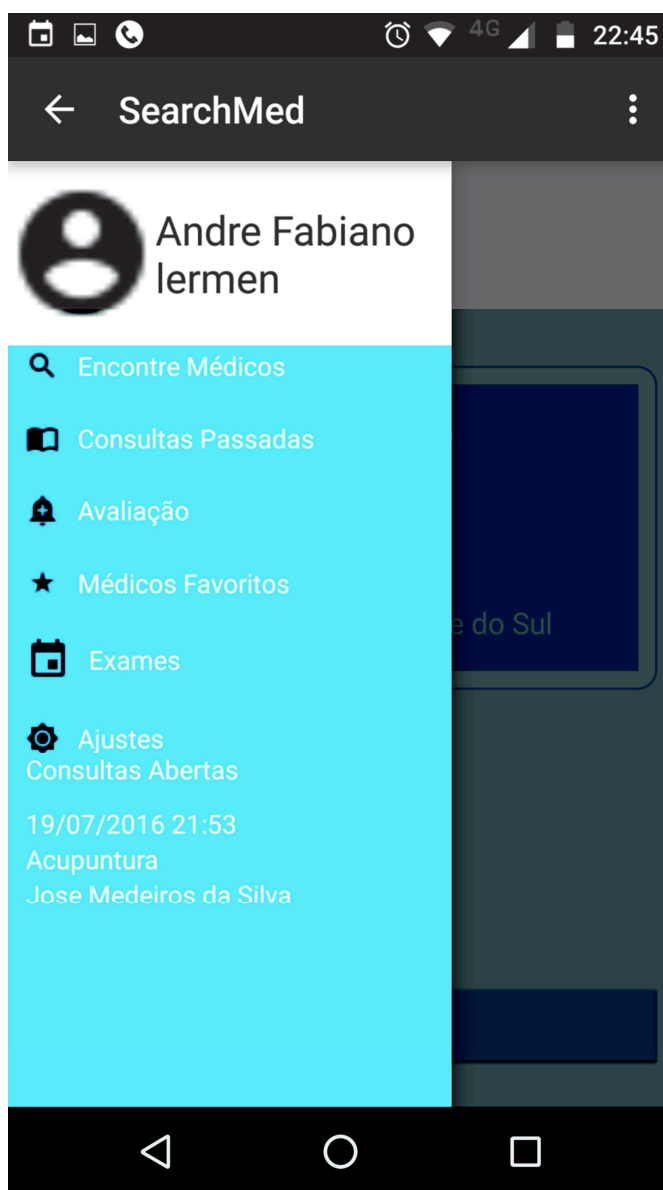 4G 22:45
SearchMed
Andre Fabiano
lermen
Encontre Médicos
Consultas Passadas
Avaliação
Médicos Favoritos
e do Sul
Exames
Ajustes
Consultas Abertas
19/07/2016 21:53
Acupuntura
Jose Medeiros da Silva